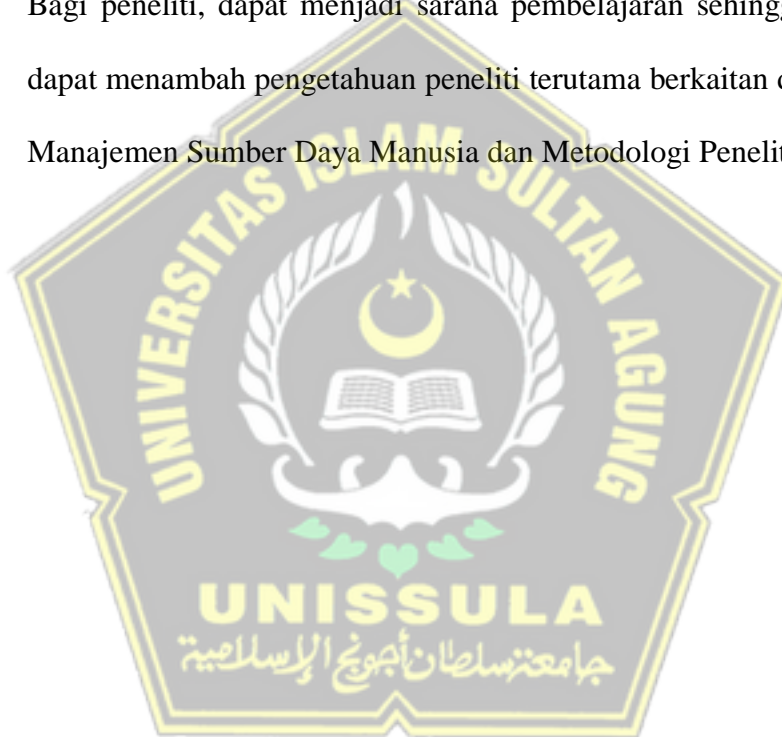 Bagi peneliti, dapat menjadi sarana pembelajaran
dapat menambah pengetahuan peneliti terutama berkaitan
Manajemen Sumber Daya Manusia dan Metodologi
UNIVERSITAS ISLAM SULTAN AGUNG
UNISSULA
جامعة سلطان أجونج الإسلامية